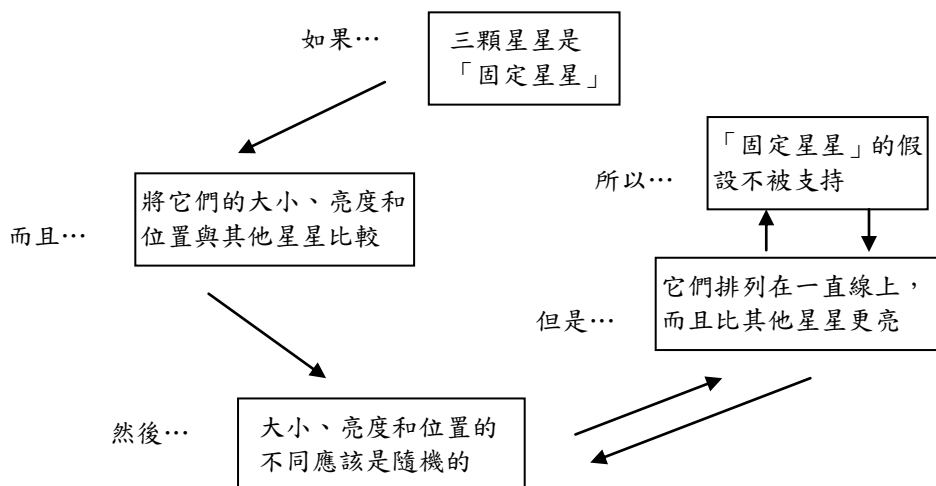 如果…
三顆星星是
「固定星星」
而且…
將它們的大小、亮度和
位置與其他星星比較
然後…
大小、亮度和位置的
不同應該是隨機的
但是…
它們排列在一直線上，
而且比其他星星更亮
所以…
「固定星星」的假
設不被支持